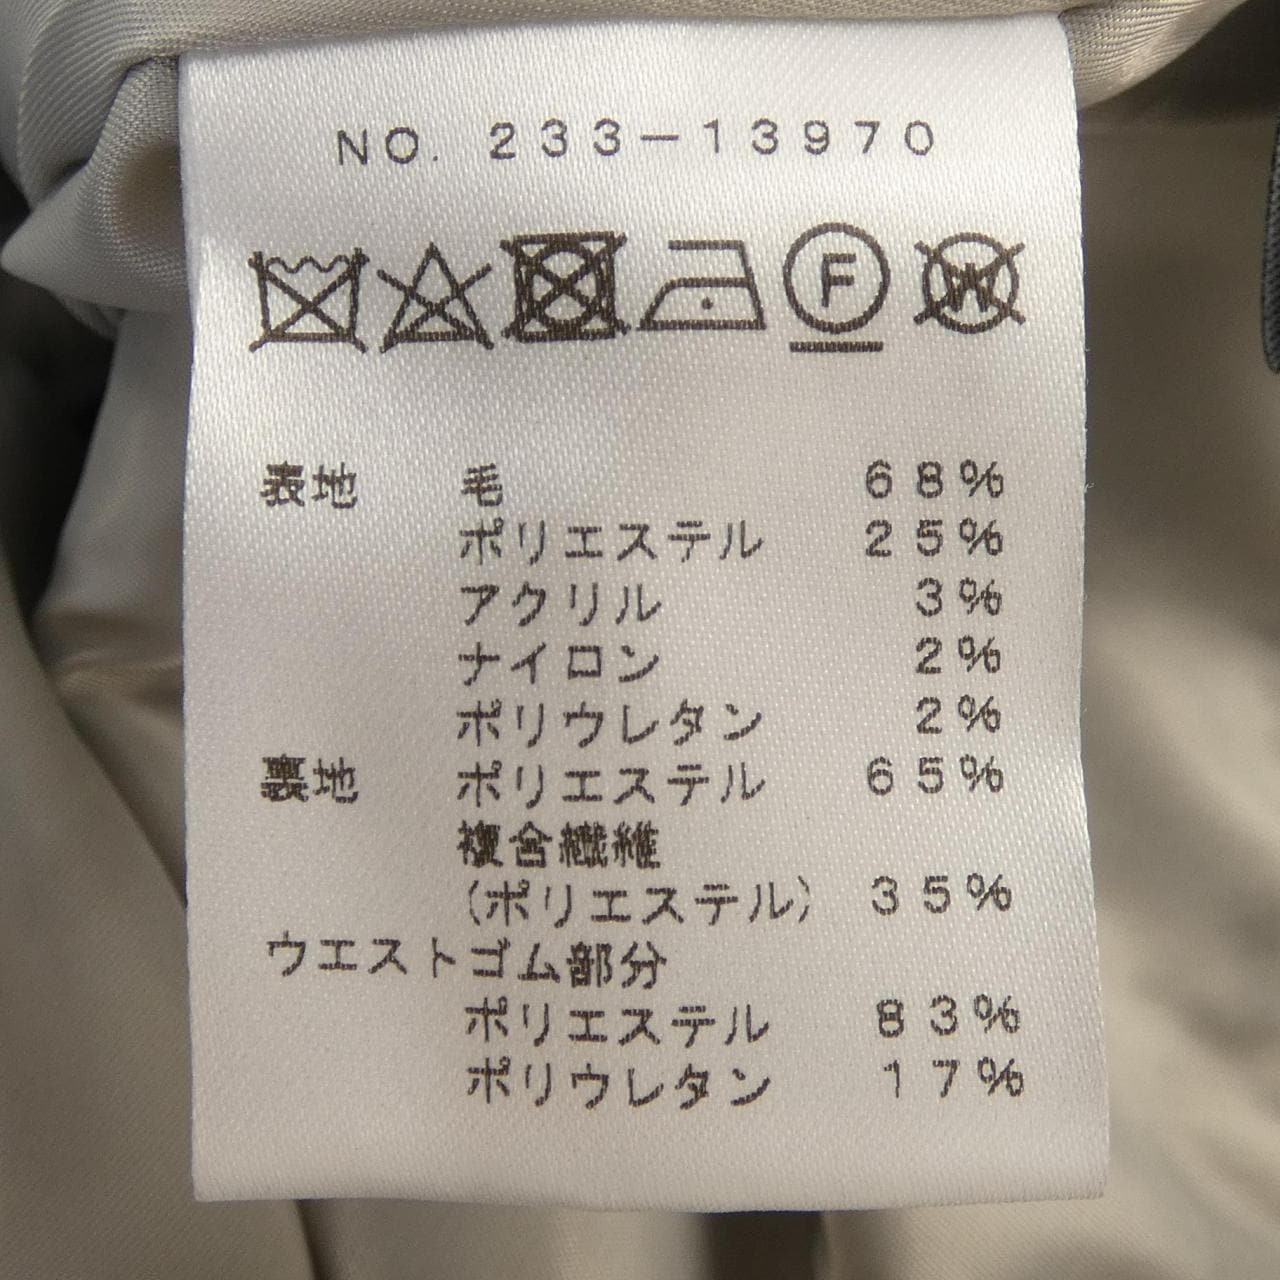 NO. 233-13970
F W
表地 毛 68%
ポリエステル 25%
アクリル 3%
ナイロン 2%
ポリウレタン 2%
裏地 ポリエステル 65%
複合繊維
(ポリエステル) 35%
ウエストゴム部分
ポリエステル 83%
ポリウレタン 17%